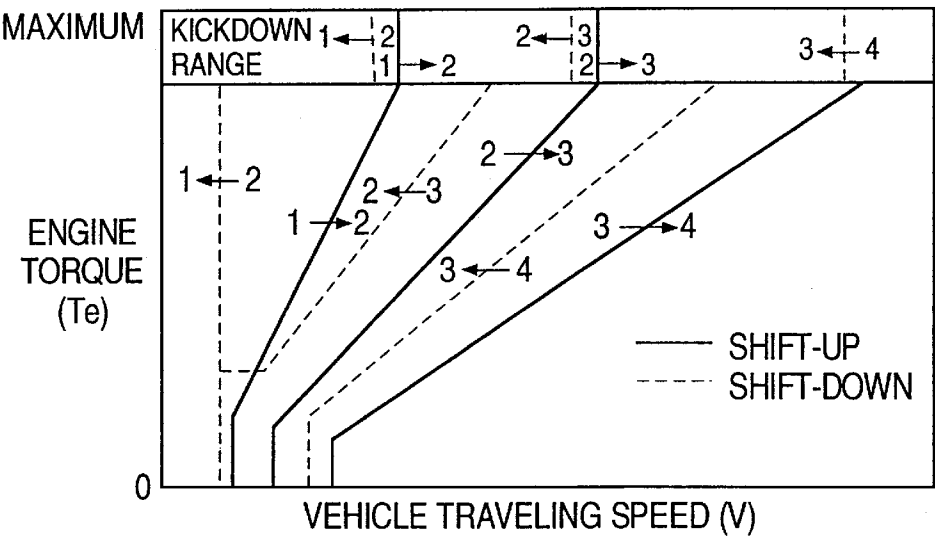 MAXIMUM
KICKDOWN
RANGE
1←2
1→2
2←3
2→3
3←4
1←2
2←3
1→2
2→3
3←4
3→4
ENGINE
TORQUE
(Te)
SHIFT-UP
SHIFT-DOWN
0
VEHICLE TRAVELING SPEED (V)